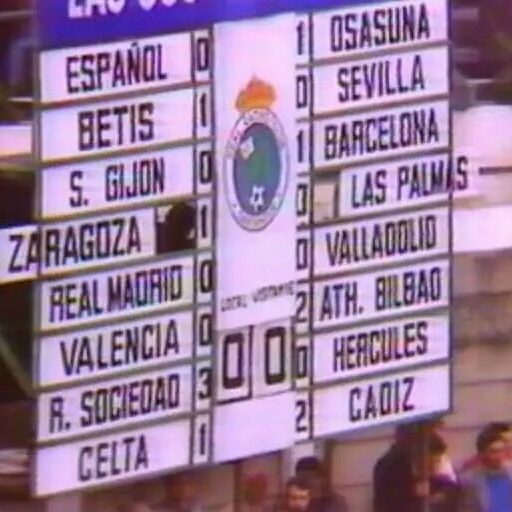 ESPAÑOL 0 1 OSASUNA
BETIS 1 0 SEVILLA
S. GIJON 0 1 BARCELONA
ZARAGOZA 1 0 LAS PALMAS
REAL MADRID 0 0 VALLADOLID
VALENCIA 0 2 ATH. BILBAO
R. SOCIEDAD 3 0 HERCULES
CELTA 1 2 CADIZ
LOCAL VISITANTE
0 0